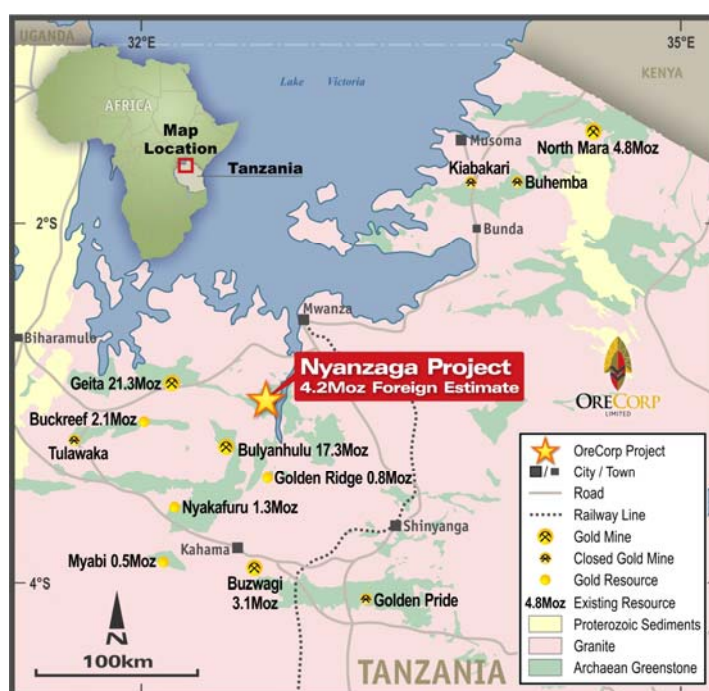 UGANDA
32°E
35°E
KENYA
Lake Victoria
AFRICA
Map
Location
Tanzania
Musoma
North Mara 4.8Moz
Kiabakari
Buhemba
2°S
Bunda
Mwanza
Biharamulo
Nyanzaga Project
4.2Moz Foreign Estimate
Geita 21.3Moz
ORECORP
LIMITED
Buckreef 2.1Moz
Tulawaka
Bulyanhulu 17.3Moz
Golden Ridge 0.8Moz
Nyakafuru 1.3Moz
Shinyanga
Kahama
Myabi 0.5Moz
4°S
Buzwagi
3.1Moz
Golden Pride
N
100km
TANZANIA
OreCorp Project
/ City / Town
Road
Railway Line
Gold Mine
Closed Gold Mine
Gold Resource
4.8Moz Existing Resource
Proterozoic Sediments
Granite
Archaean Greenstone